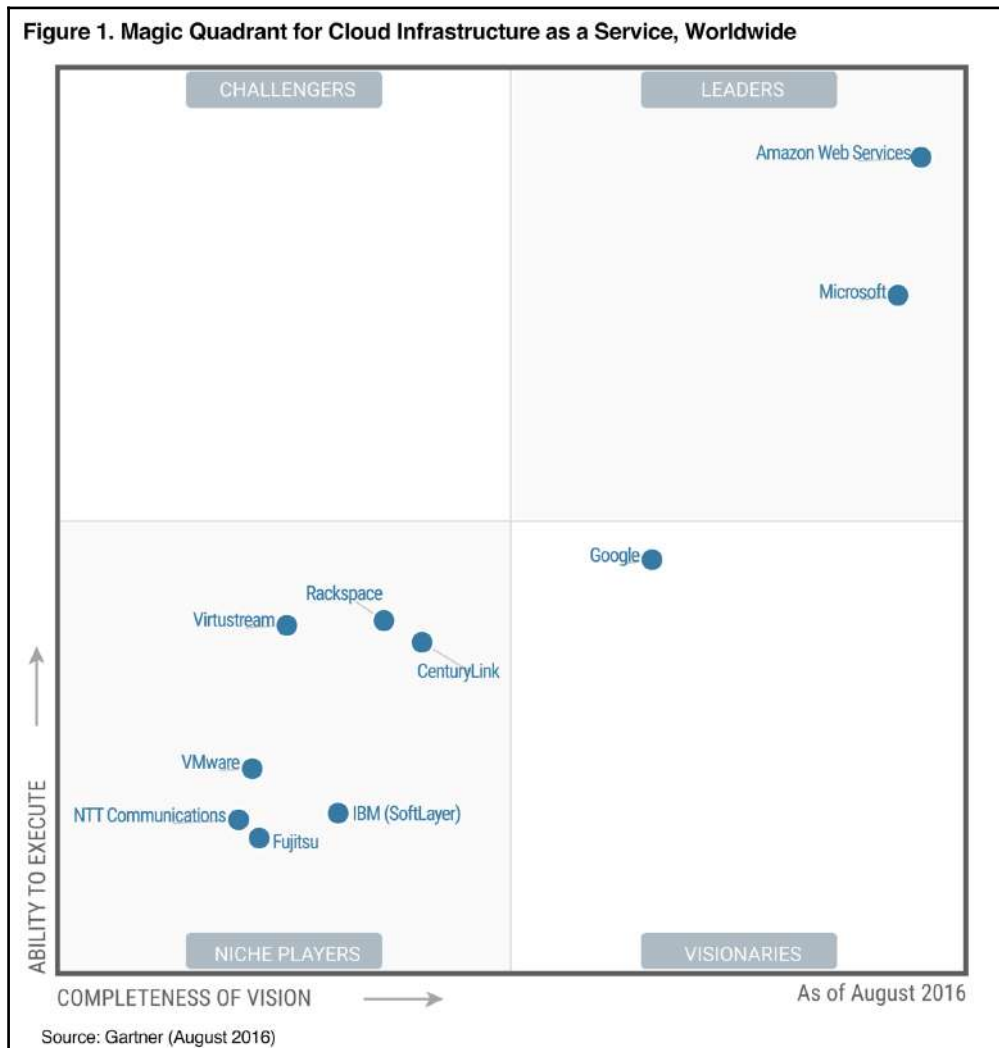 Figure 1. Magic Quadrant for Cloud Infrastructure as a Service, Worldwide
CHALLENGERS
LEADERS
Amazon Web Services
Microsoft
Google
Rackspace
Virtustream
CenturyLink
VMware
NTT Communications
IBM (SoftLayer)
Fujitsu
ABILITY TO EXECUTE
NICHE PLAYERS
VISIONARIES
COMPLETENESS OF VISION
As of August 2016
Source: Gartner (August 2016)